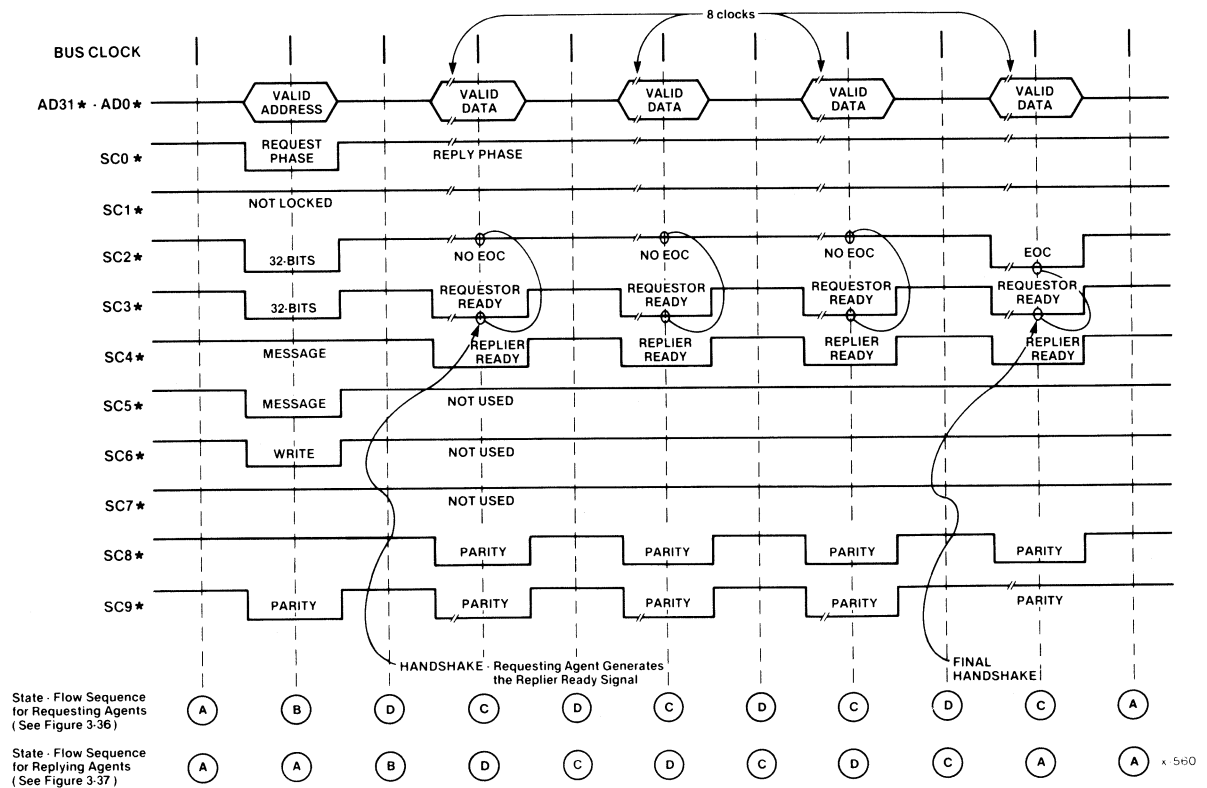 8 clocks
BUS CLOCK
AD31* - AD0*
VALID
ADDRESS
VALID
DATA
VALID
DATA
VALID
DATA
VALID
DATA
SC0*
REQUEST
PHASE
REPLY PHASE
SC1*
NOT LOCKED
SC2*
32-BITS
NO EOC
NO EOC
NO EOC
EOC
SC3*
32-BITS
REQUESTOR
READY
REQUESTOR
READY
REQUESTOR
READY
REQUESTOR
READY
SC4*
MESSAGE
REPLIER
READY
REPLIER
READY
REPLIER
READY
REPLIER
READY
SC5*
MESSAGE
NOT USED
SC6*
WRITE
NOT USED
SC7*
NOT USED
SC8*
PARITY
PARITY
PARITY
PARITY
SC9*
PARITY
PARITY
PARITY
PARITY
PARITY
HANDSHAKE - Requesting Agent Generates
the Replier Ready Signal
FINAL
HANDSHAKE
State - Flow Sequence
for Requesting Agents
(See Figure 3-36)
A B D C D C D C D C A
State - Flow Sequence
for Replying Agents
(See Figure 3-37)
A A B D C D C D C A A
x-560